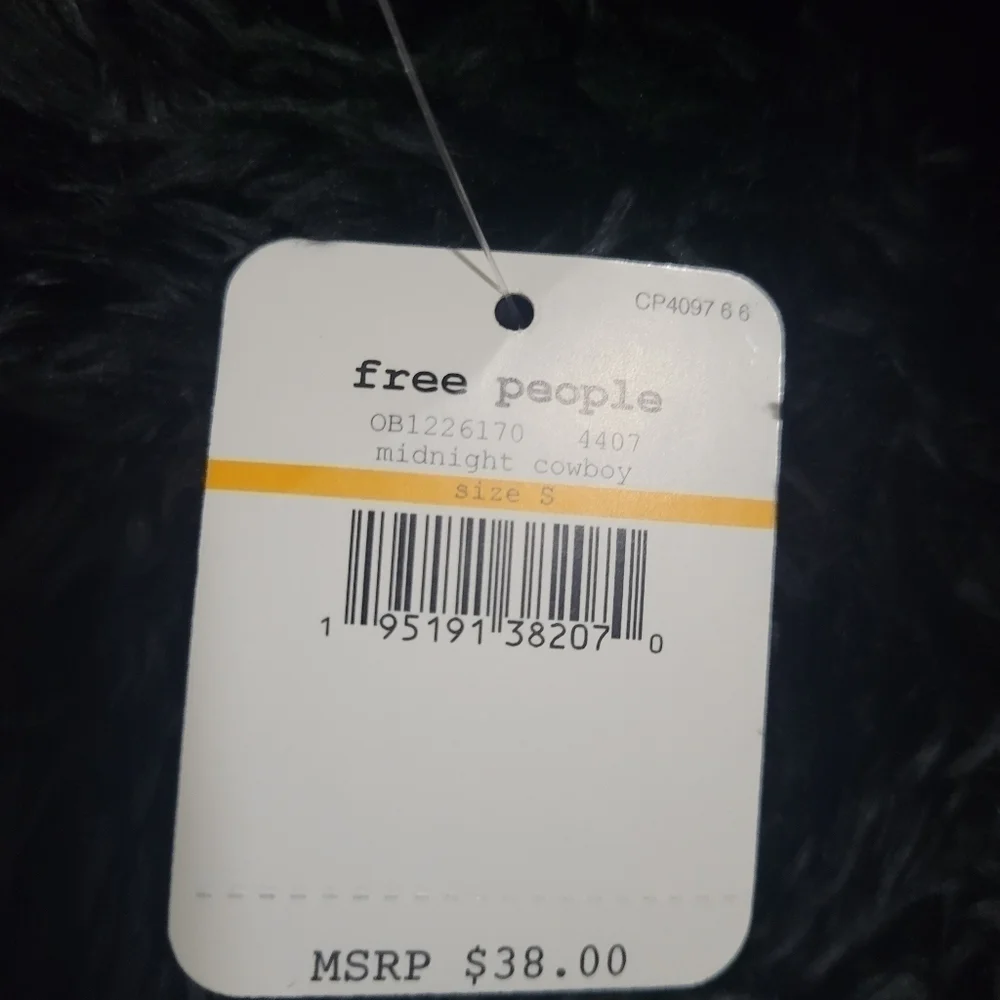 CP4097 6 6
free people
OB1226170 4407
midnight cowboy
size S
1 95191 38207 0
MSRP $38.00